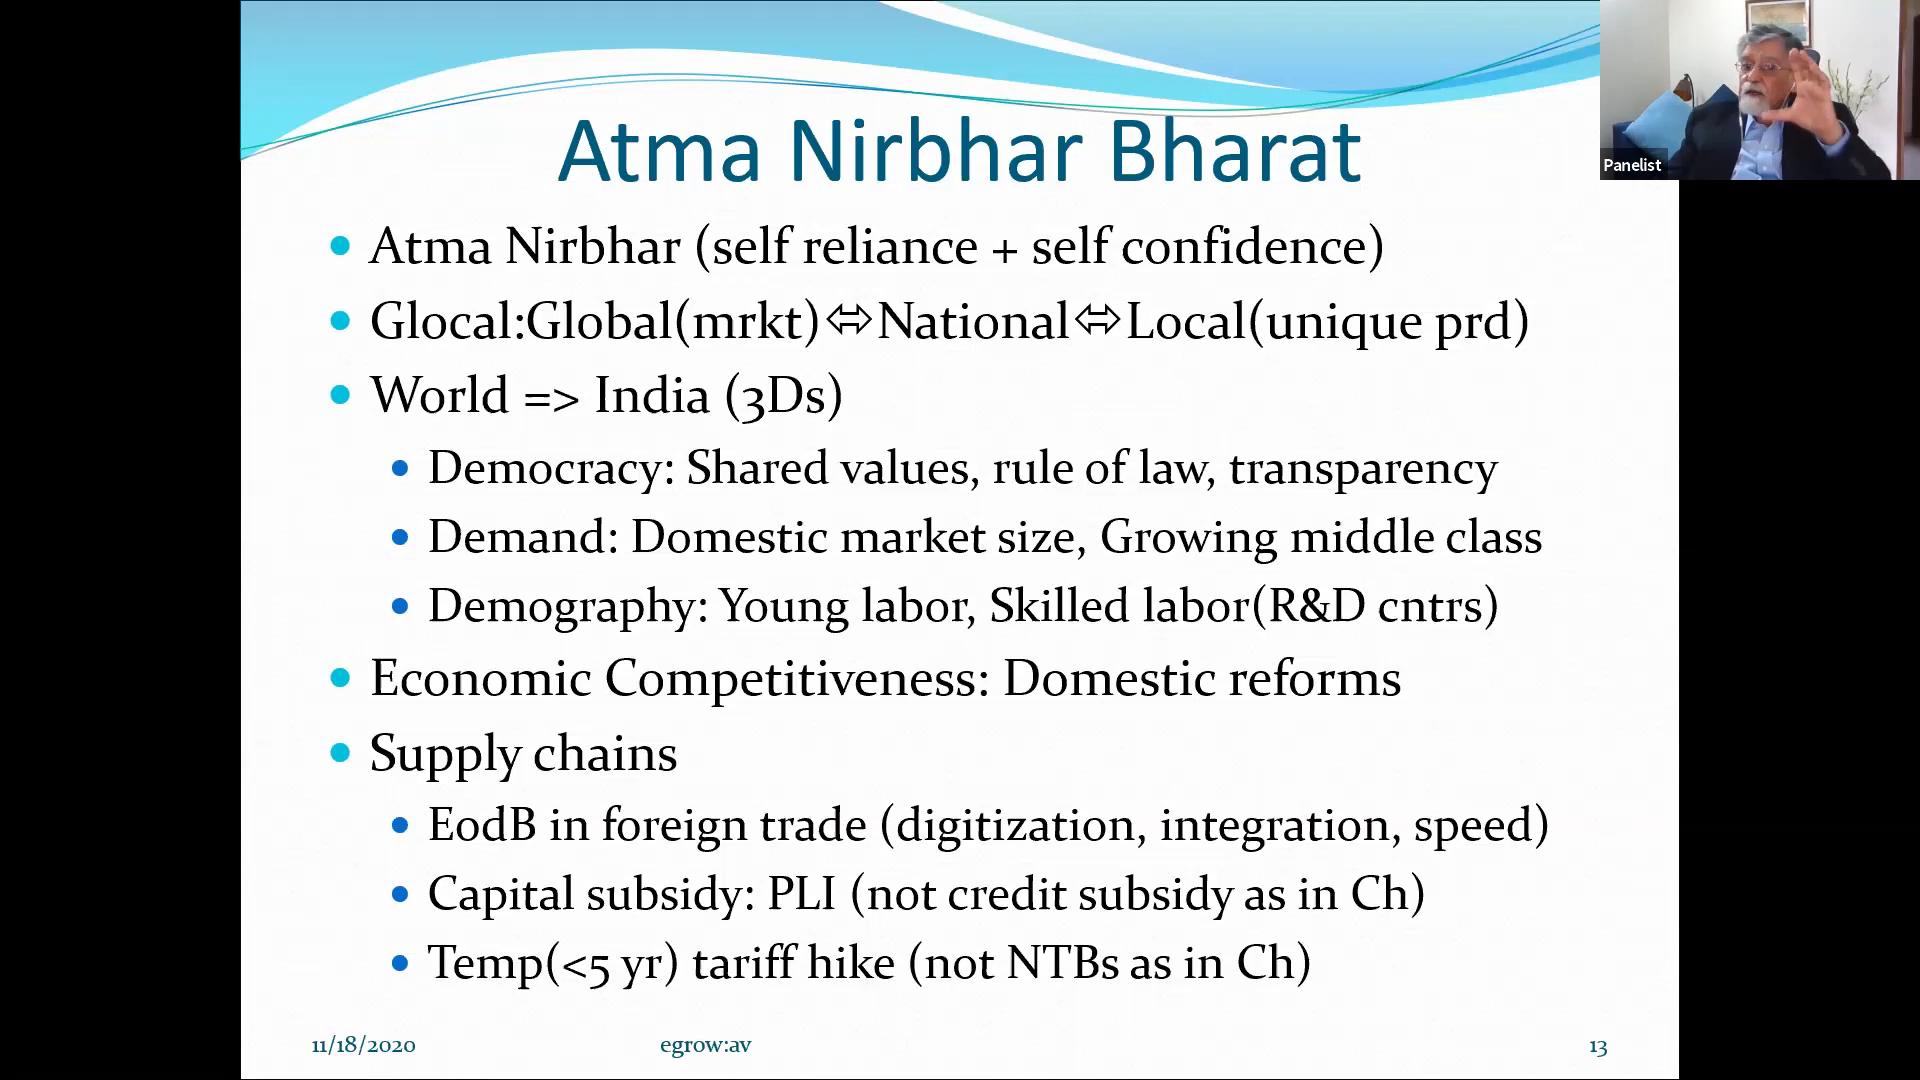 Atma Nirbhar Bharat
Panelist
• Atma Nirbhar (self reliance + self confidence)
• Glocal:Global(mrkt)⬄National⬄Local(unique prd)
• World => India (3Ds)
• Democracy: Shared values, rule of law, transparency
• Demand: Domestic market size, Growing middle class
• Demography: Young labor, Skilled labor(R&D cntrs)
• Economic Competitiveness: Domestic reforms
• Supply chains
• EodB in foreign trade (digitization, integration, speed)
• Capital subsidy: PLI (not credit subsidy as in Ch)
• Temp(<5 yr) tariff hike (not NTBs as in Ch)
11/18/2020 egrow:av 13